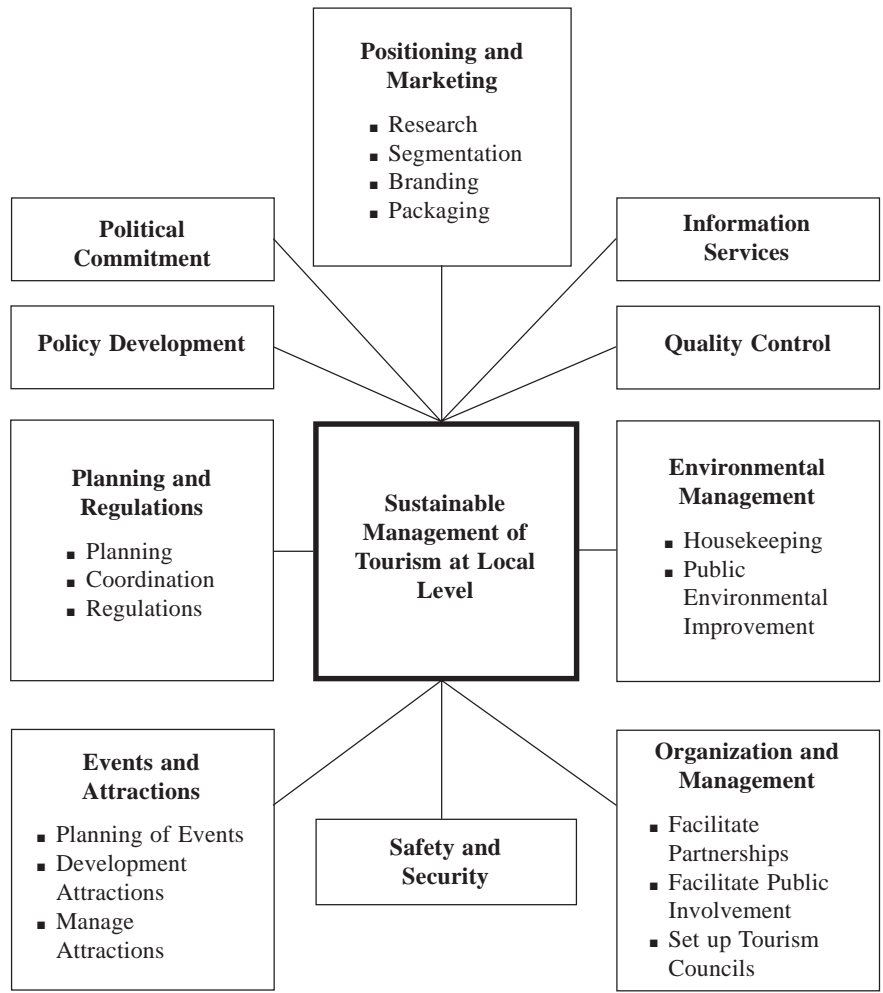 Positioning and
Marketing
■ Research
■ Segmentation
■ Branding
■ Packaging
Political
Commitment
Information
Services
Policy Development
Quality Control
Planning and
Regulations
■ Planning
■ Coordination
■ Regulations
Sustainable
Management of
Tourism at Local
Level
Environmental
Management
■ Housekeeping
■ Public
Environmental
Improvement
Events and
Attractions
■ Planning of Events
■ Development
Attractions
■ Manage
Attractions
Safety and
Security
Organization and
Management
■ Facilitate
Partnerships
■ Facilitate Public
Involvement
■ Set up Tourism
Councils